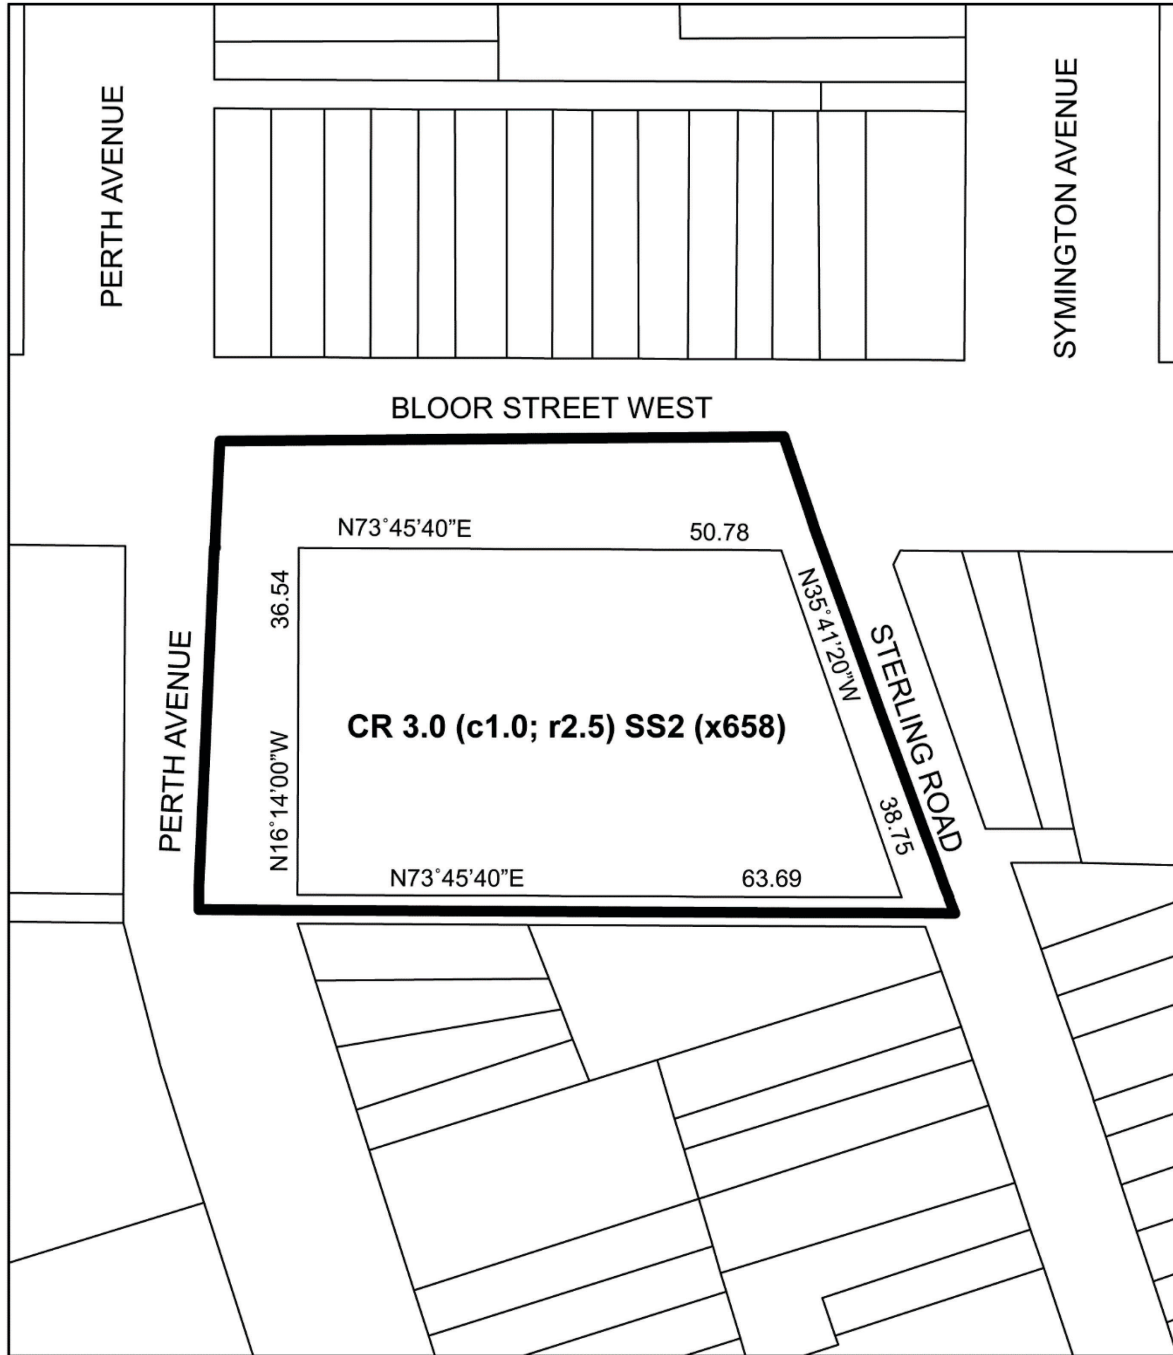 PERTH AVENUE
SYMINGTON AVENUE
BLOOR STREET WEST
N73°45'40"E
50.78
36.54
N35°41'20"W
STERLING ROAD
PERTH AVENUE
CR 3.0 (c1.0; r2.5) SS2 (x658)
N16°14'00"W
38.75
N73°45'40"E
63.69